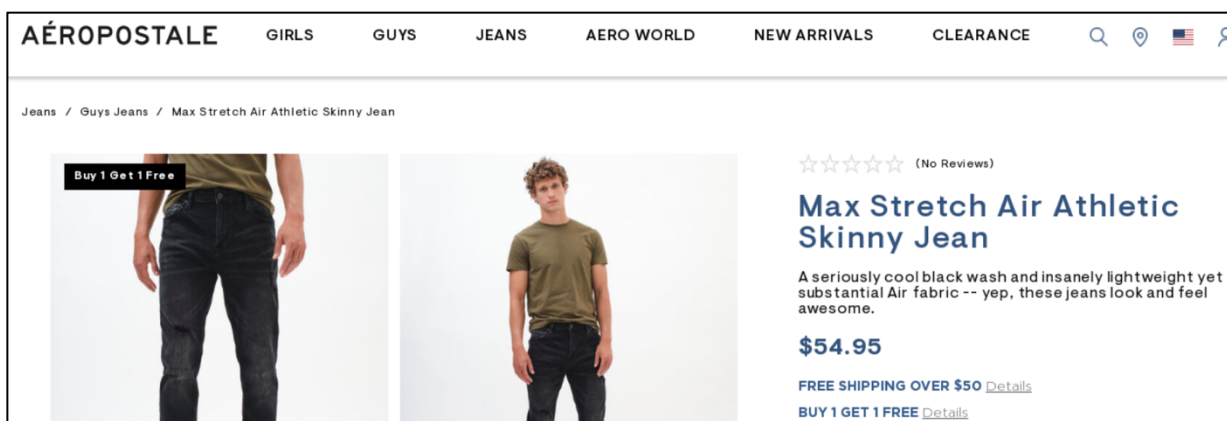 AÉROPOSTALE GIRLS GUYS JEANS AERO WORLD NEW ARRIVALS CLEARANCE
Jeans / Guys Jeans / Max Stretch Air Athletic Skinny Jean
Buy 1 Get 1 Free
(No Reviews)
Max Stretch Air Athletic
Skinny Jean
A seriously cool black wash and insanely lightweight yet
substantial Air fabric -- yep, these jeans look and feel
awesome.
$54.95
FREE SHIPPING OVER $50 Details
BUY 1 GET 1 FREE Details